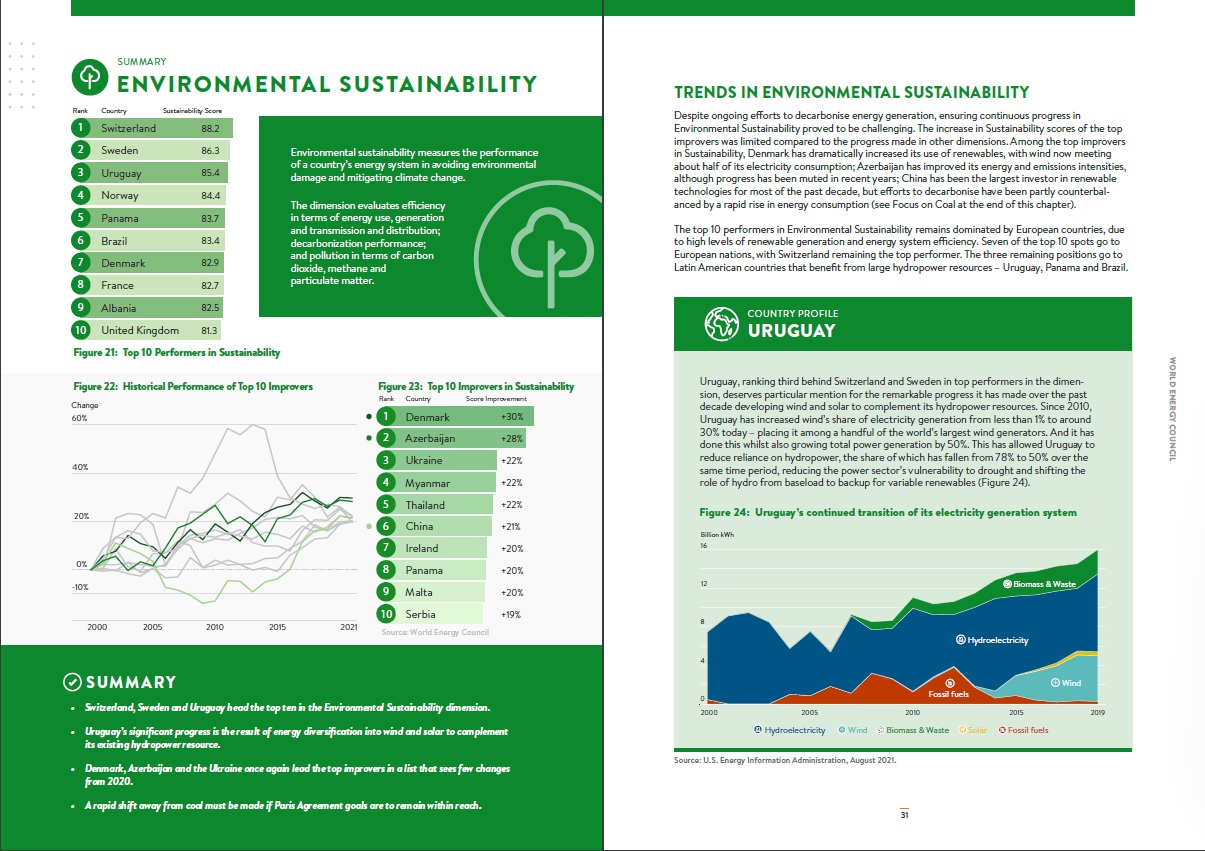 SUMMARY
ENVIRONMENTAL SUSTAINABILITY
Rank Country Sustainability Score
1 Switzerland 88.2
2 Sweden 86.3
3 Uruguay 85.4
4 Norway 84.4
5 Panama 83.7
6 Brazil 83.4
7 Denmark 82.9
8 France 82.7
9 Albania 82.5
10 United Kingdom 81.3
Figure 21: Top 10 Performers in Sustainability
Environmental sustainability measures the performance
of a country's energy system in avoiding environmental
damage and mitigating climate change.
The dimension evaluates efficiency
in terms of energy use, generation
and transmission and distribution;
decarbonization performance;
and pollution in terms of carbon
dioxide, methane and
particulate matter.
Figure 22: Historical Performance of Top 10 Improvers
Change
60%
40%
20%
0%
-10%
2000 2005 2010 2015 2021
Figure 23: Top 10 Improvers in Sustainability
Rank Country Score Improvement
1 Denmark +30%
2 Azerbaijan +28%
3 Ukraine +22%
4 Myanmar +22%
5 Thailand +22%
6 China +21%
7 Ireland +20%
8 Panama +20%
9 Malta +20%
10 Serbia +19%
Source: World Energy Council
SUMMARY
• Switzerland, Sweden and Uruguay head the top ten in the Environmental Sustainability dimension.
• Uruguay's significant progress is the result of energy diversification into wind and solar to complement
its existing hydropower resource.
• Denmark, Azerbaijan and the Ukraine once again lead the top improvers in a list that sees few changes
from 2020.
• A rapid shift away from coal must be made if Paris Agreement goals are to remain within reach.
TRENDS IN ENVIRONMENTAL SUSTAINABILITY
Despite ongoing efforts to decarbonise energy generation, ensuring continuous progress in
Environmental Sustainability proved to be challenging. The increase in Sustainability scores of the top
improvers was limited compared to the progress made in other dimensions. Among the top improvers
in Sustainability, Denmark has dramatically increased its use of renewables, with wind now meeting
about half of its electricity consumption; Azerbaijan has improved its energy and emissions intensities,
although progress has been muted in recent years; China has been the largest investor in renewable
technologies for most of the past decade, but efforts to decarbonise have been partly counterbal-
anced by a rapid rise in energy consumption (see Focus on Coal at the end of this chapter).
The top 10 performers in Environmental Sustainability remains dominated by European countries, due
to high levels of renewable generation and energy system efficiency. Seven of the top 10 spots go to
European nations, with Switzerland remaining the top performer. The three remaining positions go to
Latin American countries that benefit from large hydropower resources – Uruguay, Panama and Brazil.
COUNTRY PROFILE
URUGUAY
Uruguay, ranking third behind Switzerland and Sweden in top performers in the dimen-
sion, deserves particular mention for the remarkable progress it has made over the past
decade developing wind and solar to complement its hydropower resources. Since 2010,
Uruguay has increased wind's share of electricity generation from less than 1% to around
30% today – placing it among a handful of the world's largest wind generators. And it has
done this whilst also growing total power generation by 50%. This has allowed Uruguay to
reduce reliance on hydropower, the share of which has fallen from 78% to 50% over the
same time period, reducing the power sector's vulnerability to drought and shifting the
role of hydro from baseload to backup for variable renewables (Figure 24).
Figure 24: Uruguay's continued transition of its electricity generation system
Billion kWh
16
12
8
4
0
Biomass & Waste
Hydroelectricity
Wind
Fossil fuels
2000 2005 2010 2015 2019
Hydroelectricity Wind Biomass & Waste Solar Fossil fuels
Source: U.S. Energy Information Administration, August 2021.
31
WORLD ENERGY COUNCIL